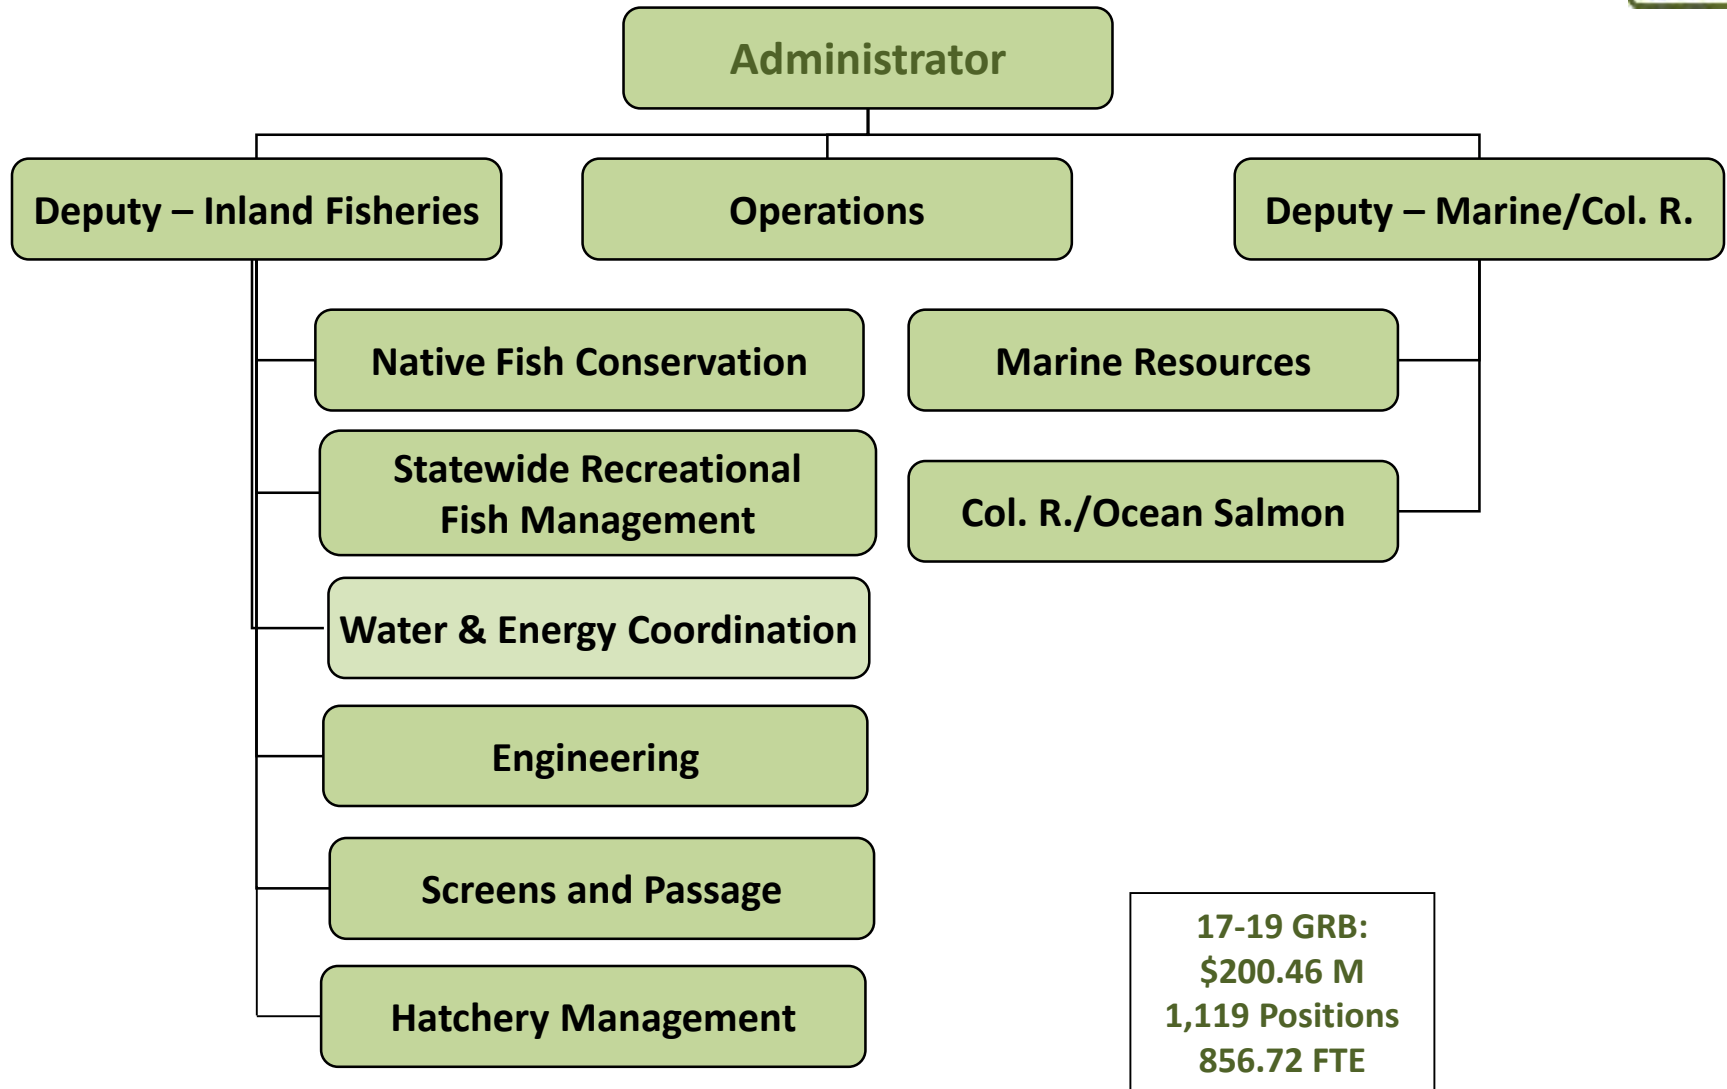 Administrator
Deputy – Inland Fisheries
Operations
Deputy – Marine/Col. R.
Native Fish Conservation
Marine Resources
Statewide Recreational
Fish Management
Col. R./Ocean Salmon
Water & Energy Coordination
Engineering
Screens and Passage
Hatchery Management
17-19 GRB:
$200.46 M
1,119 Positions
856.72 FTE